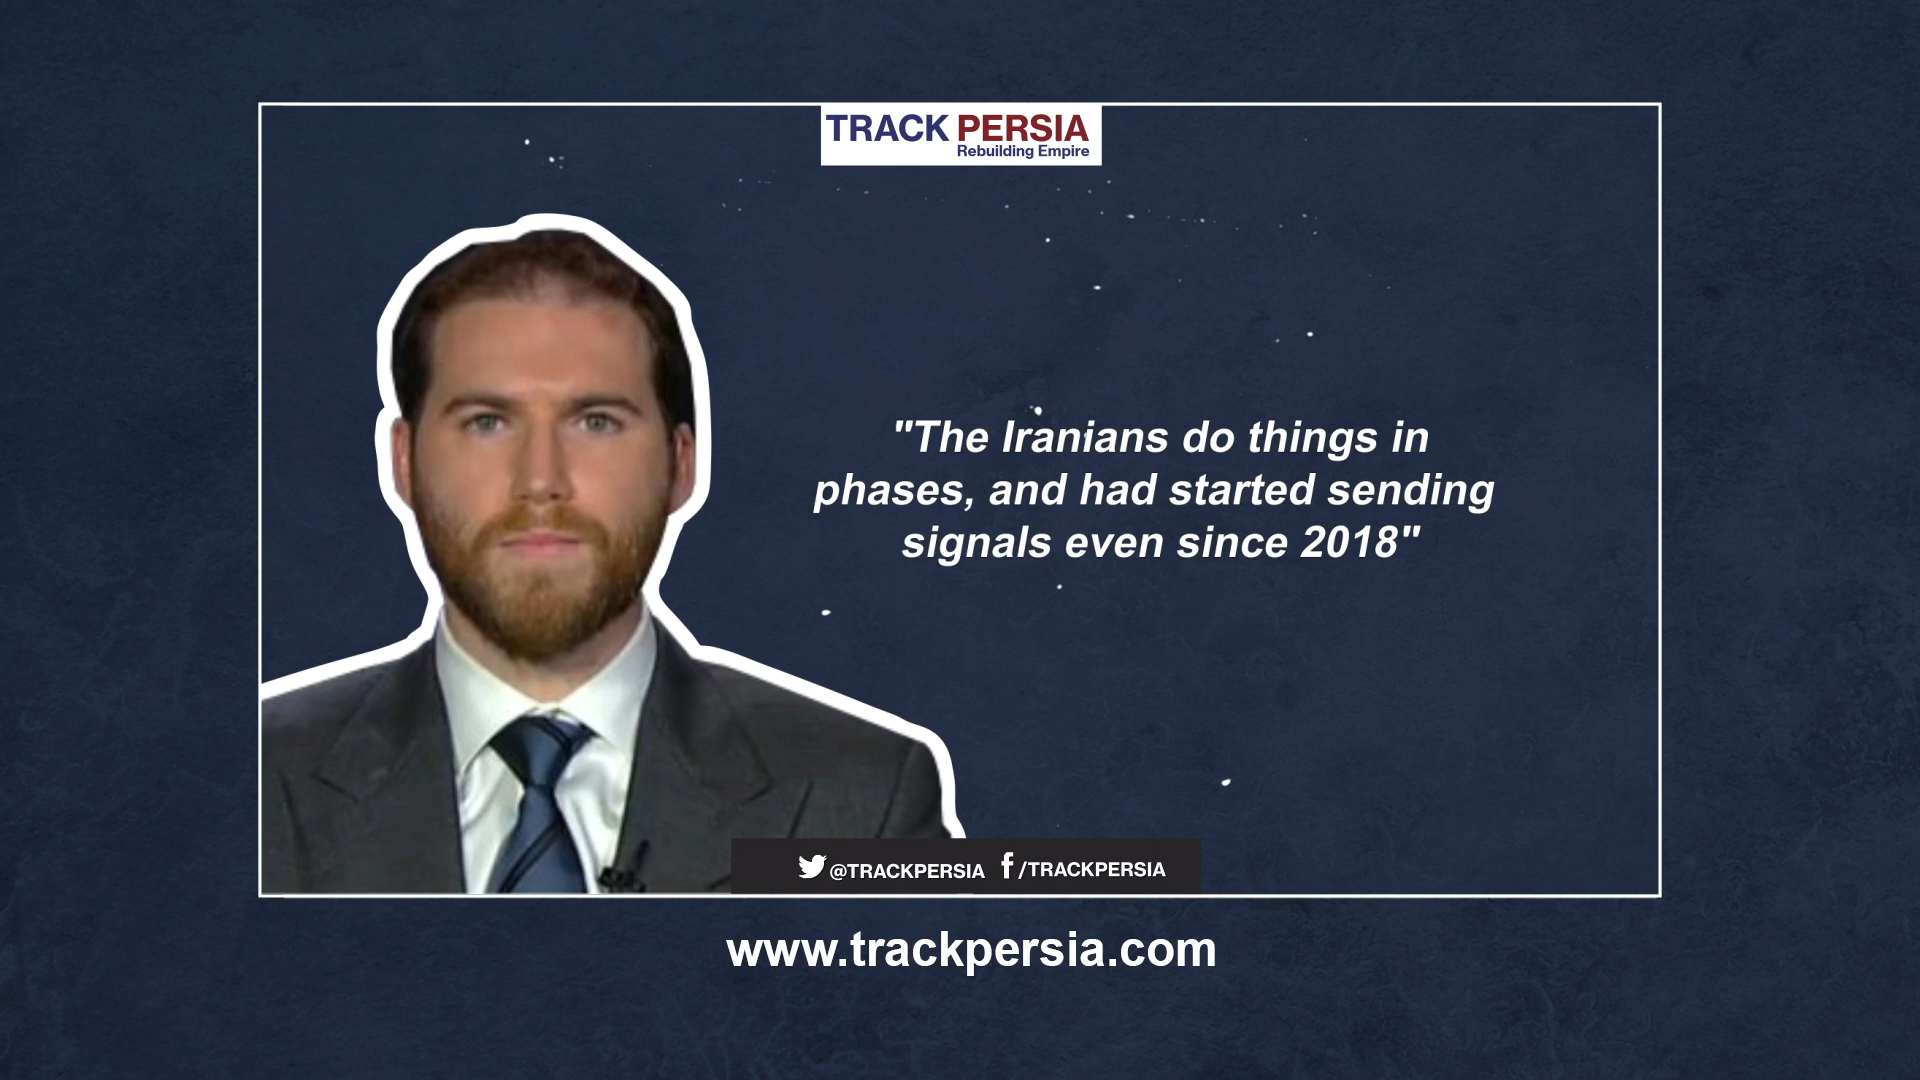 TRACK PERSIA
Rebuilding Empire
"The Iranians do things in
phases, and had started sending
signals even since 2018"
@TRACKPERSIA f/TRACKPERSIA
www.trackpersia.com